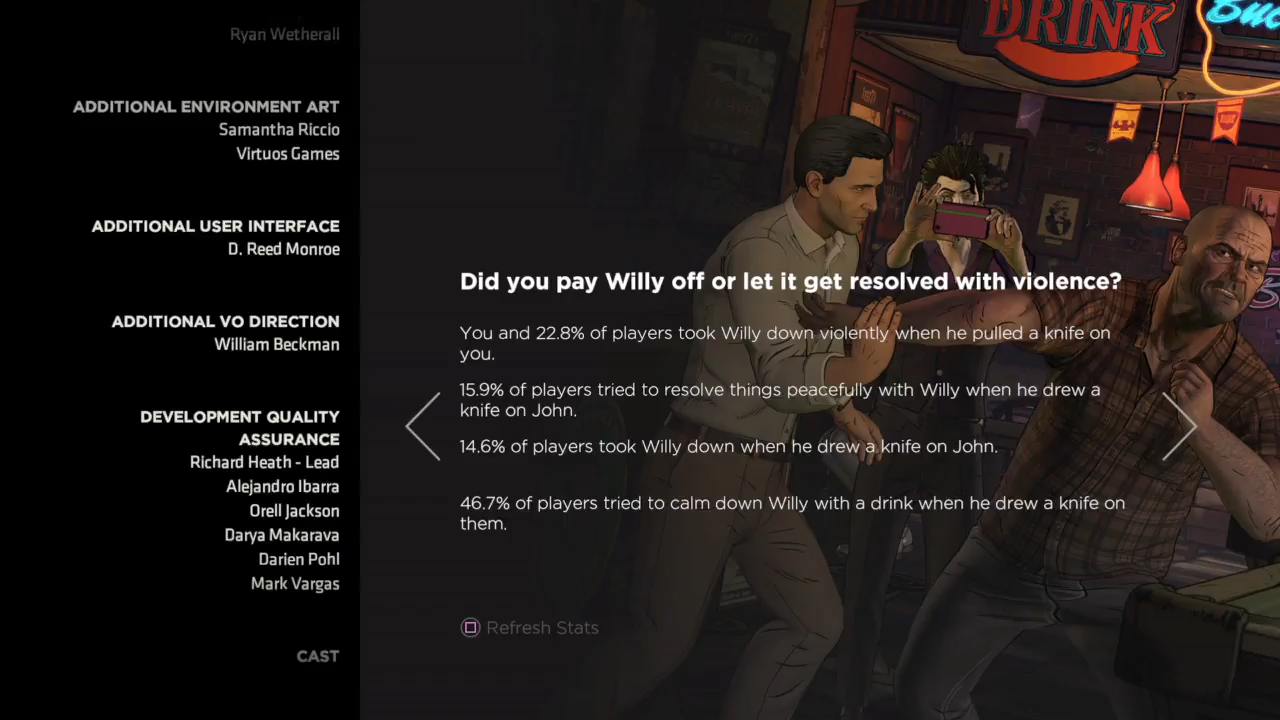 Ryan Wetherall
ADDITIONAL ENVIRONMENT ART
Samantha Riccio
Virtuos Games
ADDITIONAL USER INTERFACE
D. Reed Monroe
ADDITIONAL VO DIRECTION
William Beckman
DEVELOPMENT QUALITY
ASSURANCE
Richard Heath - Lead
Alejandro Ibarra
Orell Jackson
Darya Makarava
Darien Pohl
Mark Vargas
CAST
DRINK
Did you pay Willy off or let it get resolved with violence?
You and 22.8% of players took Willy down violently when he pulled a knife on
you.
15.9% of players tried to resolve things peacefully with Willy when he drew a
knife on John.
14.6% of players took Willy down when he drew a knife on John.
46.7% of players tried to calm down Willy with a drink when he drew a knife on
them.
Refresh Stats